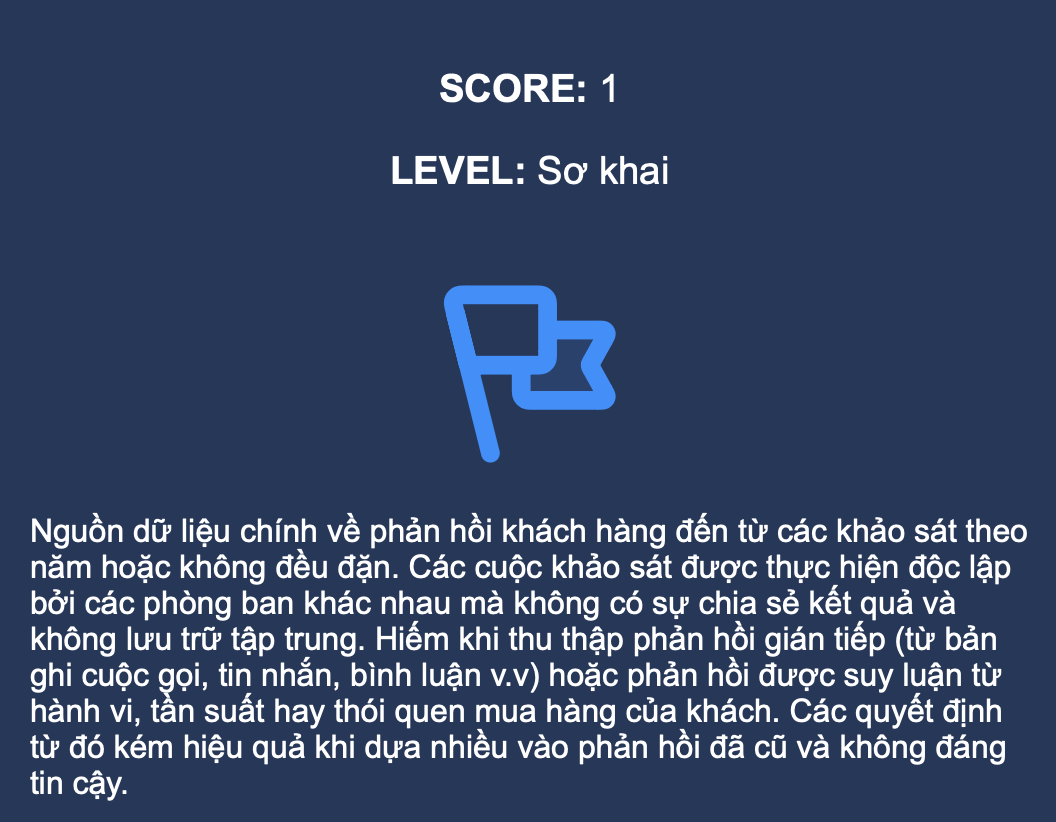 SCORE: 1
LEVEL: Sơ khai
Nguồn dữ liệu chính về phản hồi khách hàng đến từ các khảo sát theo
năm hoặc không đều đặn. Các cuộc khảo sát được thực hiện độc lập
bởi các phòng ban khác nhau mà không có sự chia sẻ kết quả và
không lưu trữ tập trung. Hiếm khi thu thập phản hồi gián tiếp (từ bản
ghi cuộc gọi, tin nhắn, bình luận v.v) hoặc phản hồi được suy luận từ
hành vi, tần suất hay thói quen mua hàng của khách. Các quyết định
từ đó kém hiệu quả khi dựa nhiều vào phản hồi đã cũ và không đáng
tin cậy.